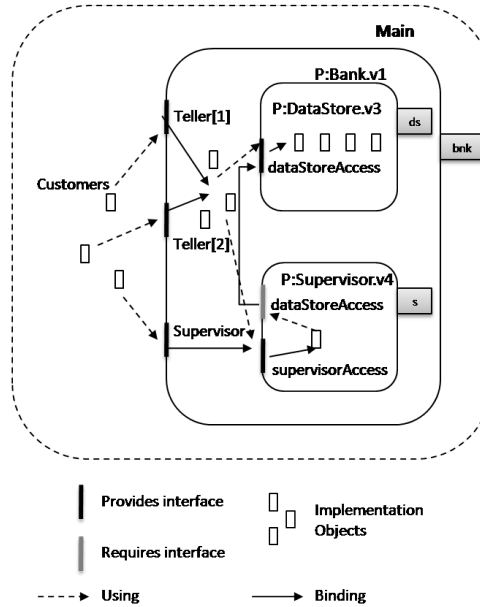 Main
P:Bank.v1
Teller[1]
P:DataStore.v3
ds
bnk
dataStoreAccess
Customers
Teller[2]
P:Supervisor.v4
dataStoreAccess
s
Supervisor
supervisorAccess
Provides interface
Implementation
Objects
Requires interface
Using
Binding